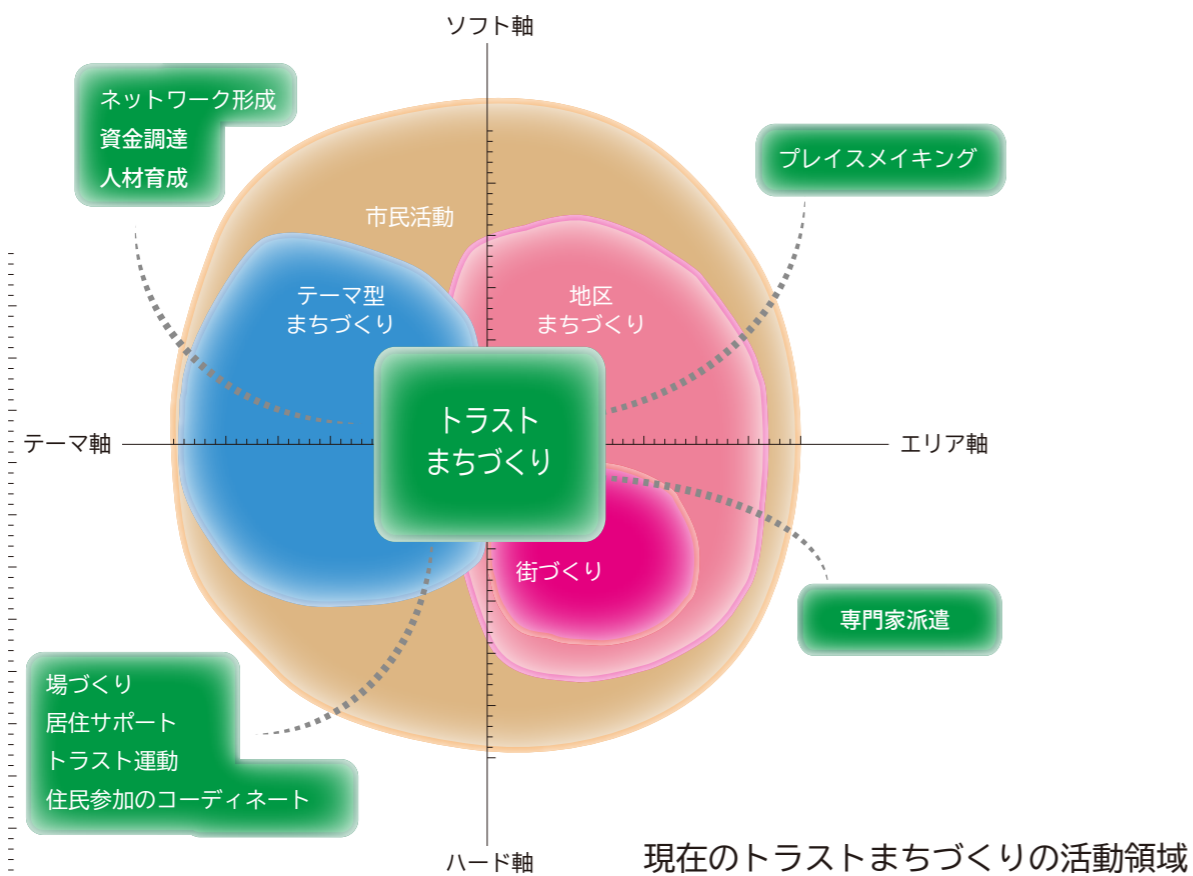 ソフト軸
ネットワーク形成
資金調達
人材育成
プレイスメイキング
市民活動
テーマ型
まちづくり
地区
まちづくり
トラスト
まちづくり
テーマ軸
エリア軸
街づくり
専門家派遣
場づくり
居住サポート
トラスト運動
住民参加のコーディネート
ハード軸
現在のトラストまちづくりの活動領域